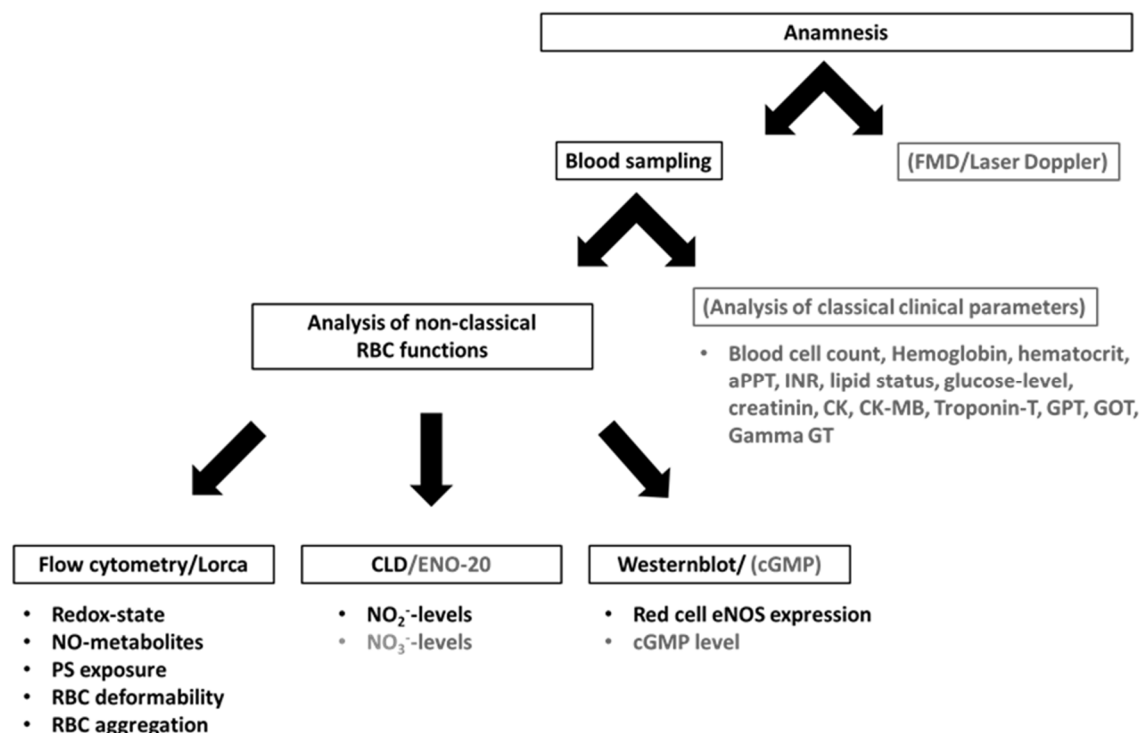 Anamnesis
Blood sampling
(FMD/Laser Doppler)
Analysis of non-classical
RBC functions
(Analysis of classical clinical parameters)
• Blood cell count, Hemoglobin, hematocrit,
aPPT, INR, lipid status, glucose-level,
creatinin, CK, CK-MB, Troponin-T, GPT, GOT,
Gamma GT
Flow cytometry/Lorca
• Redox-state
• NO-metabolites
• PS exposure
• RBC deformability
• RBC aggregation
CLD/ENO-20
• NO₂⁻-levels
• NO₃⁻-levels
Westernblot/ (cGMP)
• Red cell eNOS expression
• cGMP level